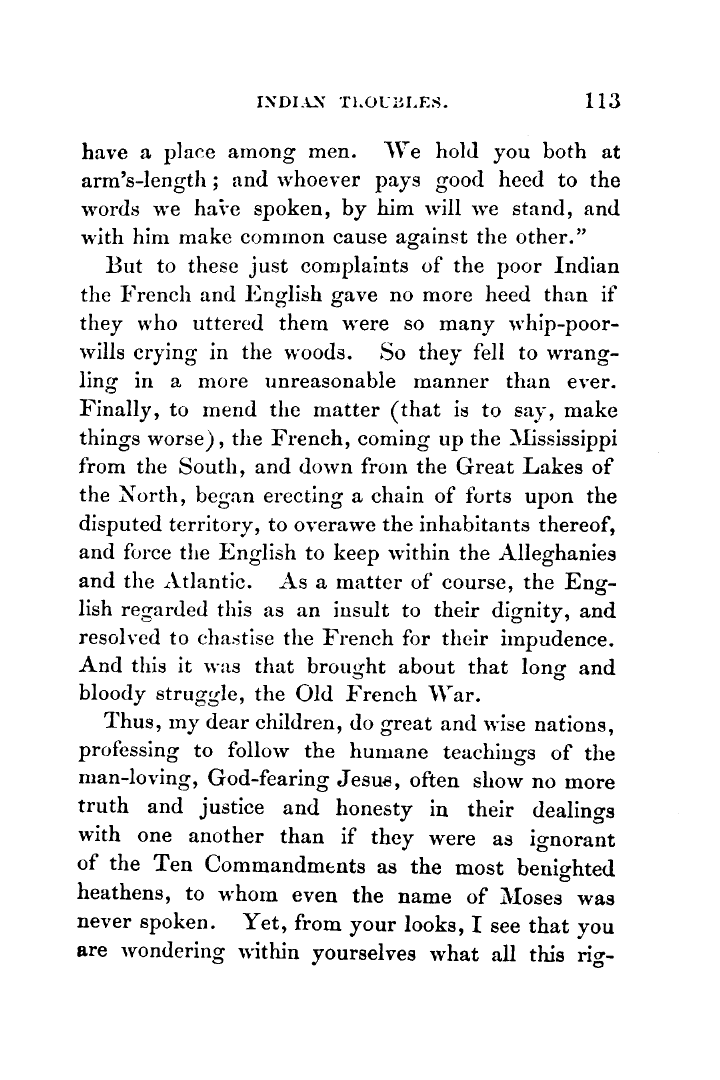 INDIAN TROUBLES. 113
have a place among men. We hold you both at
arm's-length; and whoever pays good heed to the
words we have spoken, by him will we stand, and
with him make common cause against the other."
But to these just complaints of the poor Indian
the French and English gave no more heed than if
they who uttered them were so many whip-poor-
wills crying in the woods. So they fell to wrang-
ling in a more unreasonable manner than ever.
Finally, to mend the matter (that is to say, make
things worse), the French, coming up the Mississippi
from the South, and down from the Great Lakes of
the North, began erecting a chain of forts upon the
disputed territory, to overawe the inhabitants thereof,
and force the English to keep within the Alleghanies
and the Atlantic. As a matter of course, the Eng-
lish regarded this as an insult to their dignity, and
resolved to chastise the French for their impudence.
And this it was that brought about that long and
bloody struggle, the Old French War.
Thus, my dear children, do great and wise nations,
professing to follow the humane teachings of the
man-loving, God-fearing Jesus, often show no more
truth and justice and honesty in their dealings
with one another than if they were as ignorant
of the Ten Commandments as the most benighted
heathens, to whom even the name of Moses was
never spoken. Yet, from your looks, I see that you
are wondering within yourselves what all this rig-